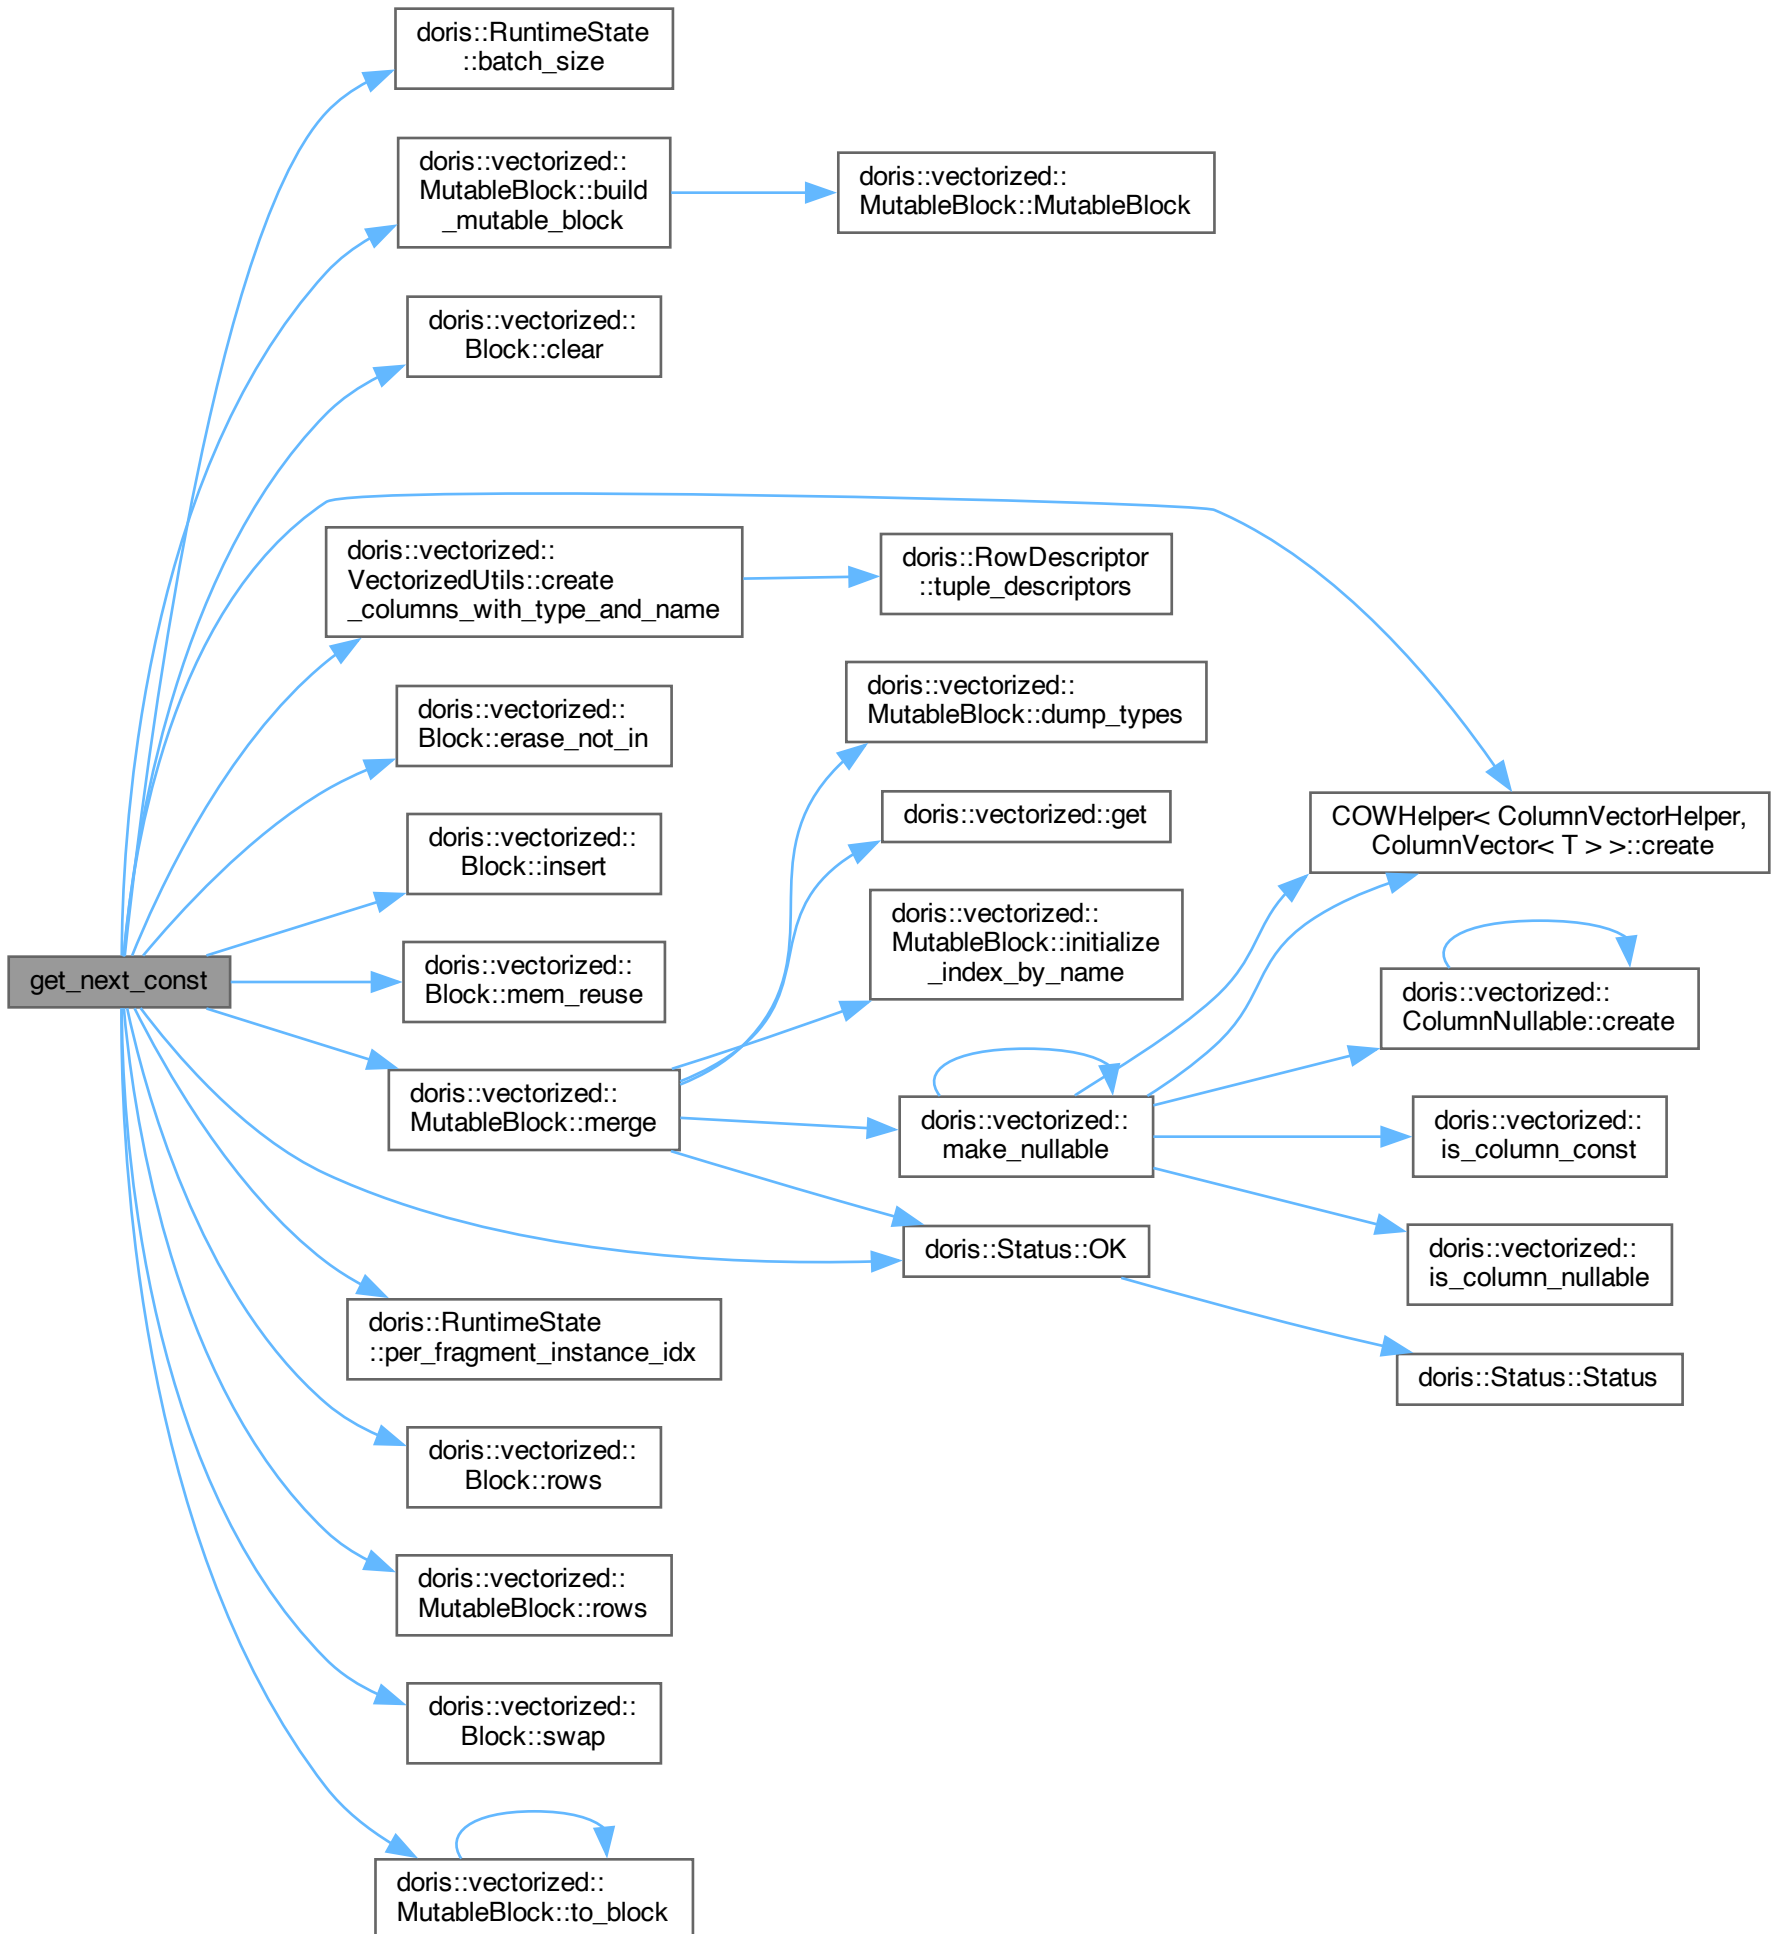 doris::RuntimeState
::batch_size
doris::vectorized::
MutableBlock::build
_mutable_block
doris::vectorized::
MutableBlock::MutableBlock
doris::vectorized::
Block::clear
doris::vectorized::
VectorizedUtils::create
_columns_with_type_and_name
doris::RowDescriptor
::tuple_descriptors
doris::vectorized::
MutableBlock::dump_types
doris::vectorized::
Block::erase_not_in
doris::vectorized::get
COWHelper< ColumnVectorHelper,
ColumnVector< T > >::create
doris::vectorized::
Block::insert
doris::vectorized::
MutableBlock::initialize
_index_by_name
get_next_const
doris::vectorized::
Block::mem_reuse
doris::vectorized::
ColumnNullable::create
doris::vectorized::
MutableBlock::merge
doris::vectorized::
make_nullable
doris::vectorized::
is_column_const
doris::Status::OK
doris::vectorized::
is_column_nullable
doris::RuntimeState
::per_fragment_instance_idx
doris::Status::Status
doris::vectorized::
Block::rows
doris::vectorized::
MutableBlock::rows
doris::vectorized::
Block::swap
doris::vectorized::
MutableBlock::to_block